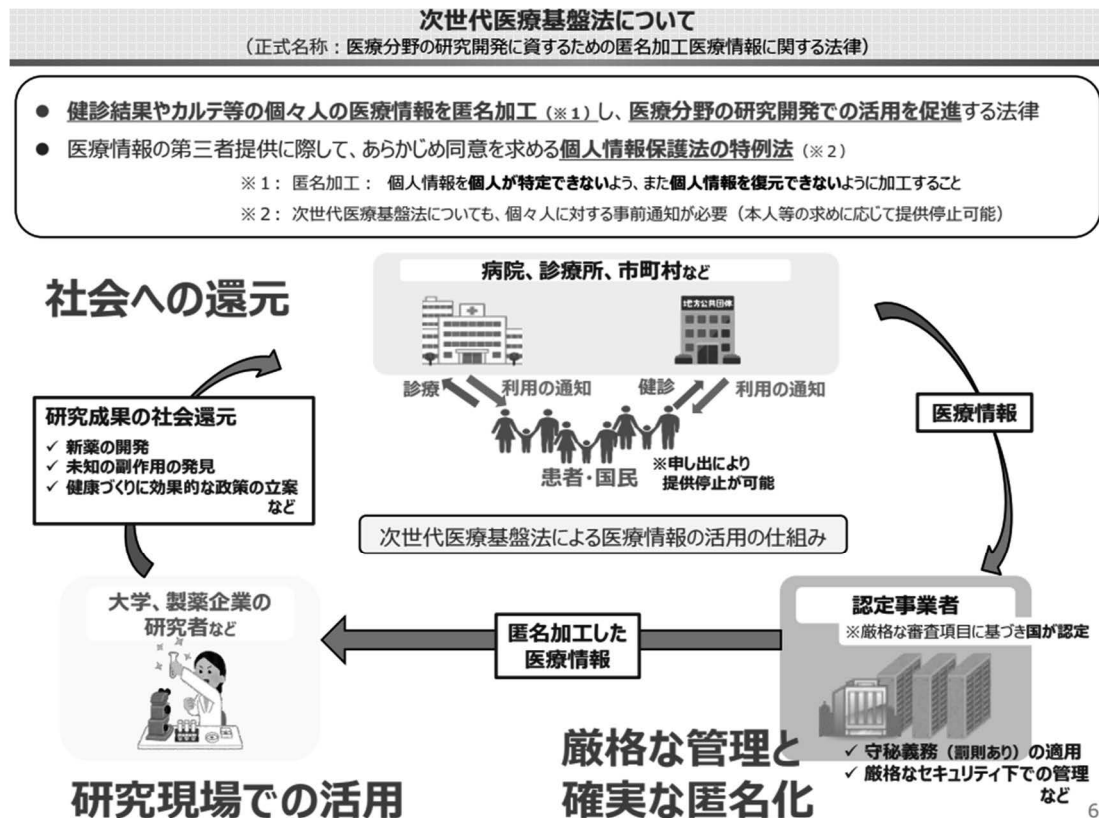 次世代医療基盤法について
（正式名称：医療分野の研究開発に資するための匿名加工医療情報に関する法律）
● 健診結果やカルテ等の個々人の医療情報を匿名加工（※1）し、医療分野の研究開発での活用を促進する法律
● 医療情報の第三者提供に際して、あらかじめ同意を求める個人情報保護法の特例法（※2）
※1： 匿名加工： 個人情報を個人が特定できないよう、また個人情報を復元できないように加工すること
※2： 次世代医療基盤法についても、個々人に対する事前通知が必要（本人等の求めに応じて提供停止可能）
社会への還元
病院、診療所、市町村など
地方公共団体
診療
利用の通知
健診
利用の通知
患者・国民
※申し出により
提供停止が可能
医療情報
研究成果の社会還元
✓ 新薬の開発
✓ 未知の副作用の発見
✓ 健康づくりに効果的な政策の立案
など
次世代医療基盤法による医療情報の活用の仕組み
大学、製薬企業の
研究者など
匿名加工した
医療情報
認定事業者
※厳格な審査項目に基づき国が認定
✓ 守秘義務（罰則あり）の適用
✓ 厳格なセキュリティ下での管理
など
研究現場での活用
厳格な管理と
確実な匿名化
6